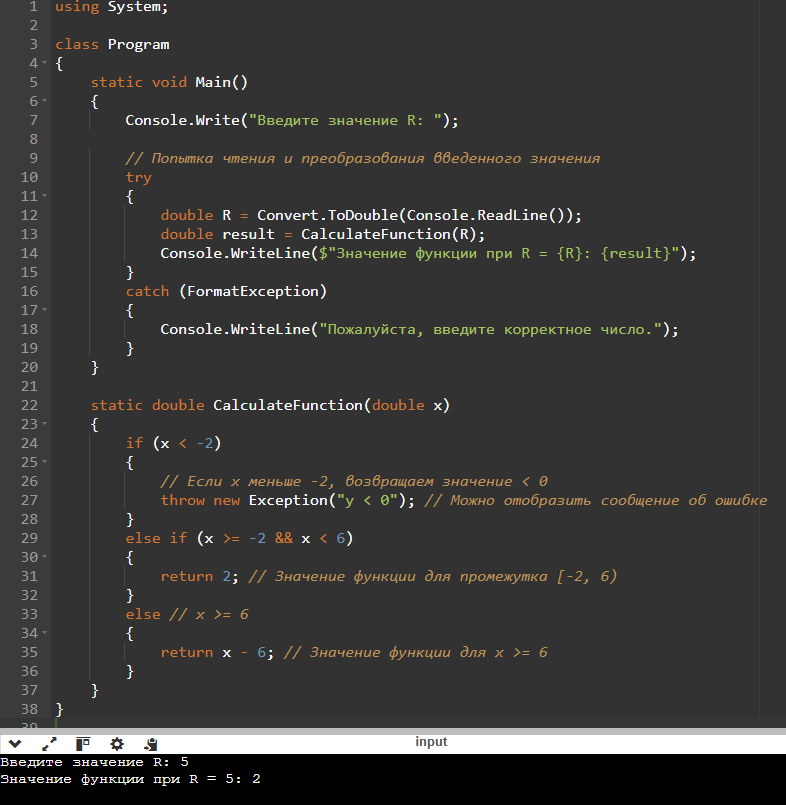 1 using System;
2
3 class Program
4 {
5     static void Main()
6     {
7         Console.Write("Введите значение R: ");
8
9         // Попытка чтения и преобразования введенного значения
10         try
11         {
12             double R = Convert.ToDouble(Console.ReadLine());
13             double result = CalculateFunction(R);
14             Console.WriteLine($"Значение функции при R = {R}: {result}");
15         }
16         catch (FormatException)
17         {
18             Console.WriteLine("Пожалуйста, введите корректное число.");
19         }
20     }
21
22     static double CalculateFunction(double x)
23     {
24         if (x < -2)
25         {
26             // Если x меньше -2, возвращаем значение < 0
27             throw new Exception("y < 0"); // Можно отобразить сообщение об ошибке
28         }
29         else if (x >= -2 && x < 6)
30         {
31             return 2; // Значение функции для промежутка [-2, 6)
32         }
33         else // x >= 6
34         {
35             return x - 6; // Значение функции для x >= 6
36         }
37     }
38 }
39
input
Введите значение R: 5
Значение функции при R = 5: 2